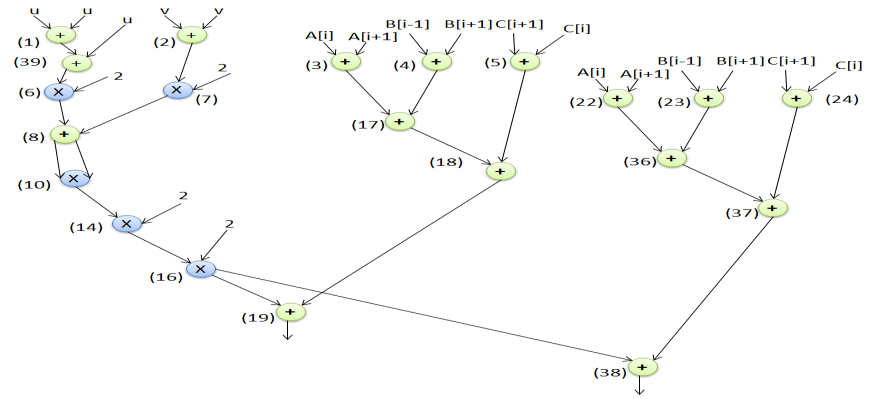 u u u v v
(1) + (2) +
(39) +
(6) × 2 (7) × 2
(8) +
(10) ×
(14) × 2
(16) × 2
A[i] A[i+1] B[i-1] B[i+1] C[i+1] C[i]
(3) + (4) + (5) +
(17) +
(18) +
(19) +
A[i] A[i+1] B[i-1] B[i+1] C[i+1] C[i]
(22) + (23) + (24) +
(36) +
(37) +
(38) +